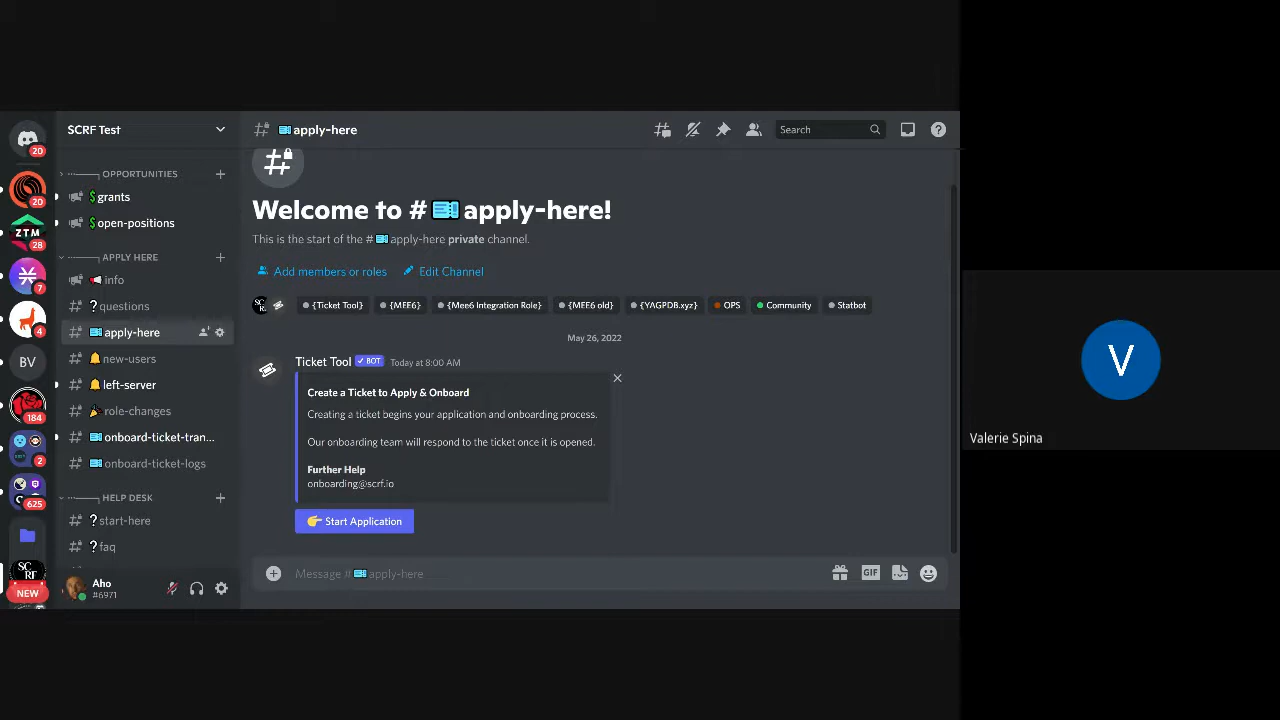 20
20
ZTM
28
7
4
BV
184
2
625
SC
RF
NEW
SCRF Test
OPPORTUNITIES
$grants
$open-positions
APPLY HERE
info
?questions
apply-here
new-users
left-server
role-changes
onboard-ticket-tran...
onboard-ticket-logs
HELP DESK
?start-here
?faq
Aho
#6971
# apply-here
Search
Welcome to # apply-here!
This is the start of the # apply-here private channel.
Add members or roles Edit Channel
{Ticket Tool} {MEE6} {Mee6 Integration Role} {MEE6 old} {YAGPDB.xyz} OPS Community Statbot
May 26, 2022
Ticket Tool BOT Today at 8:00 AM
Create a Ticket to Apply & Onboard
Creating a ticket begins your application and onboarding process.
Our onboarding team will respond to the ticket once it is opened.
Further Help
onboarding@scrf.io
Start Application
Message # apply-here
GIF
V
Valerie Spina